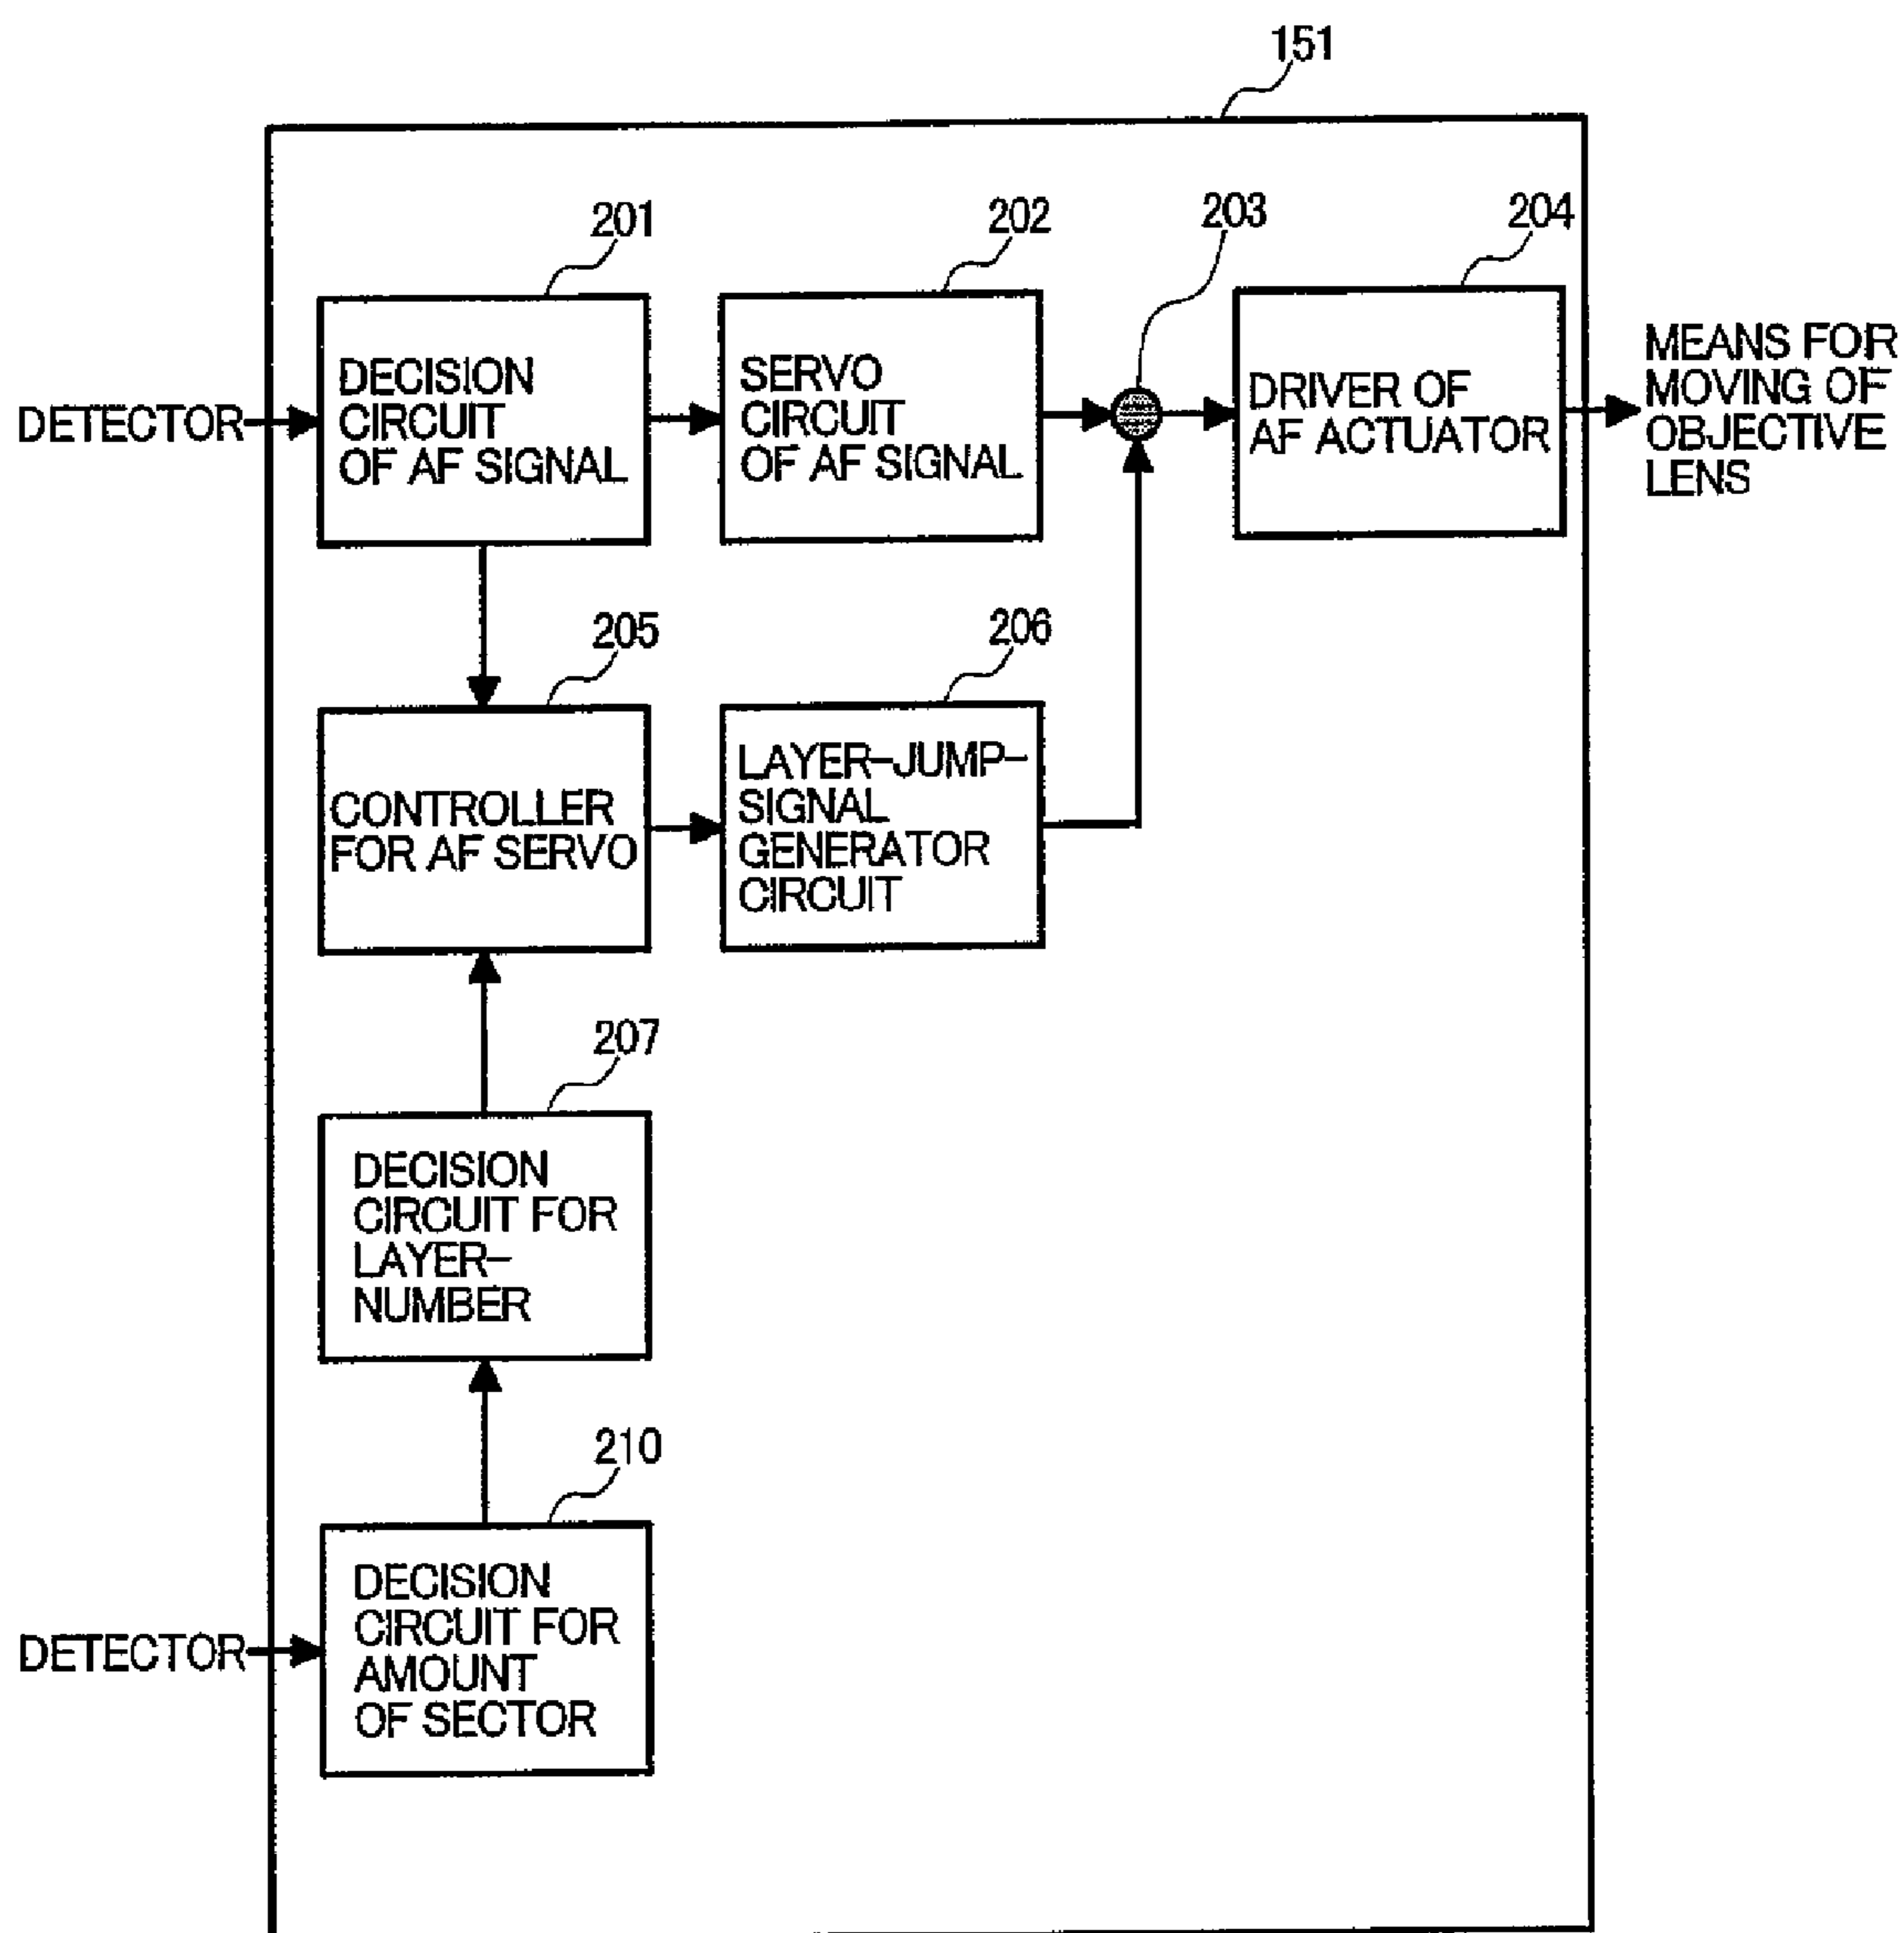 151
201
202
203
204
DETECTOR
DECISION
CIRCUIT
OF AF SIGNAL
SERVO
CIRCUIT
OF AF SIGNAL
DRIVER OF
AF ACTUATOR
MEANS FOR
MOVING OF
OBJECTIVE
LENS
205
206
CONTROLLER
FOR AF SERVO
LAYER-JUMP-
SIGNAL
GENERATOR
CIRCUIT
207
DECISION
CIRCUIT FOR
LAYER-
NUMBER
210
DETECTOR
DECISION
CIRCUIT FOR
AMOUNT
OF SECTOR